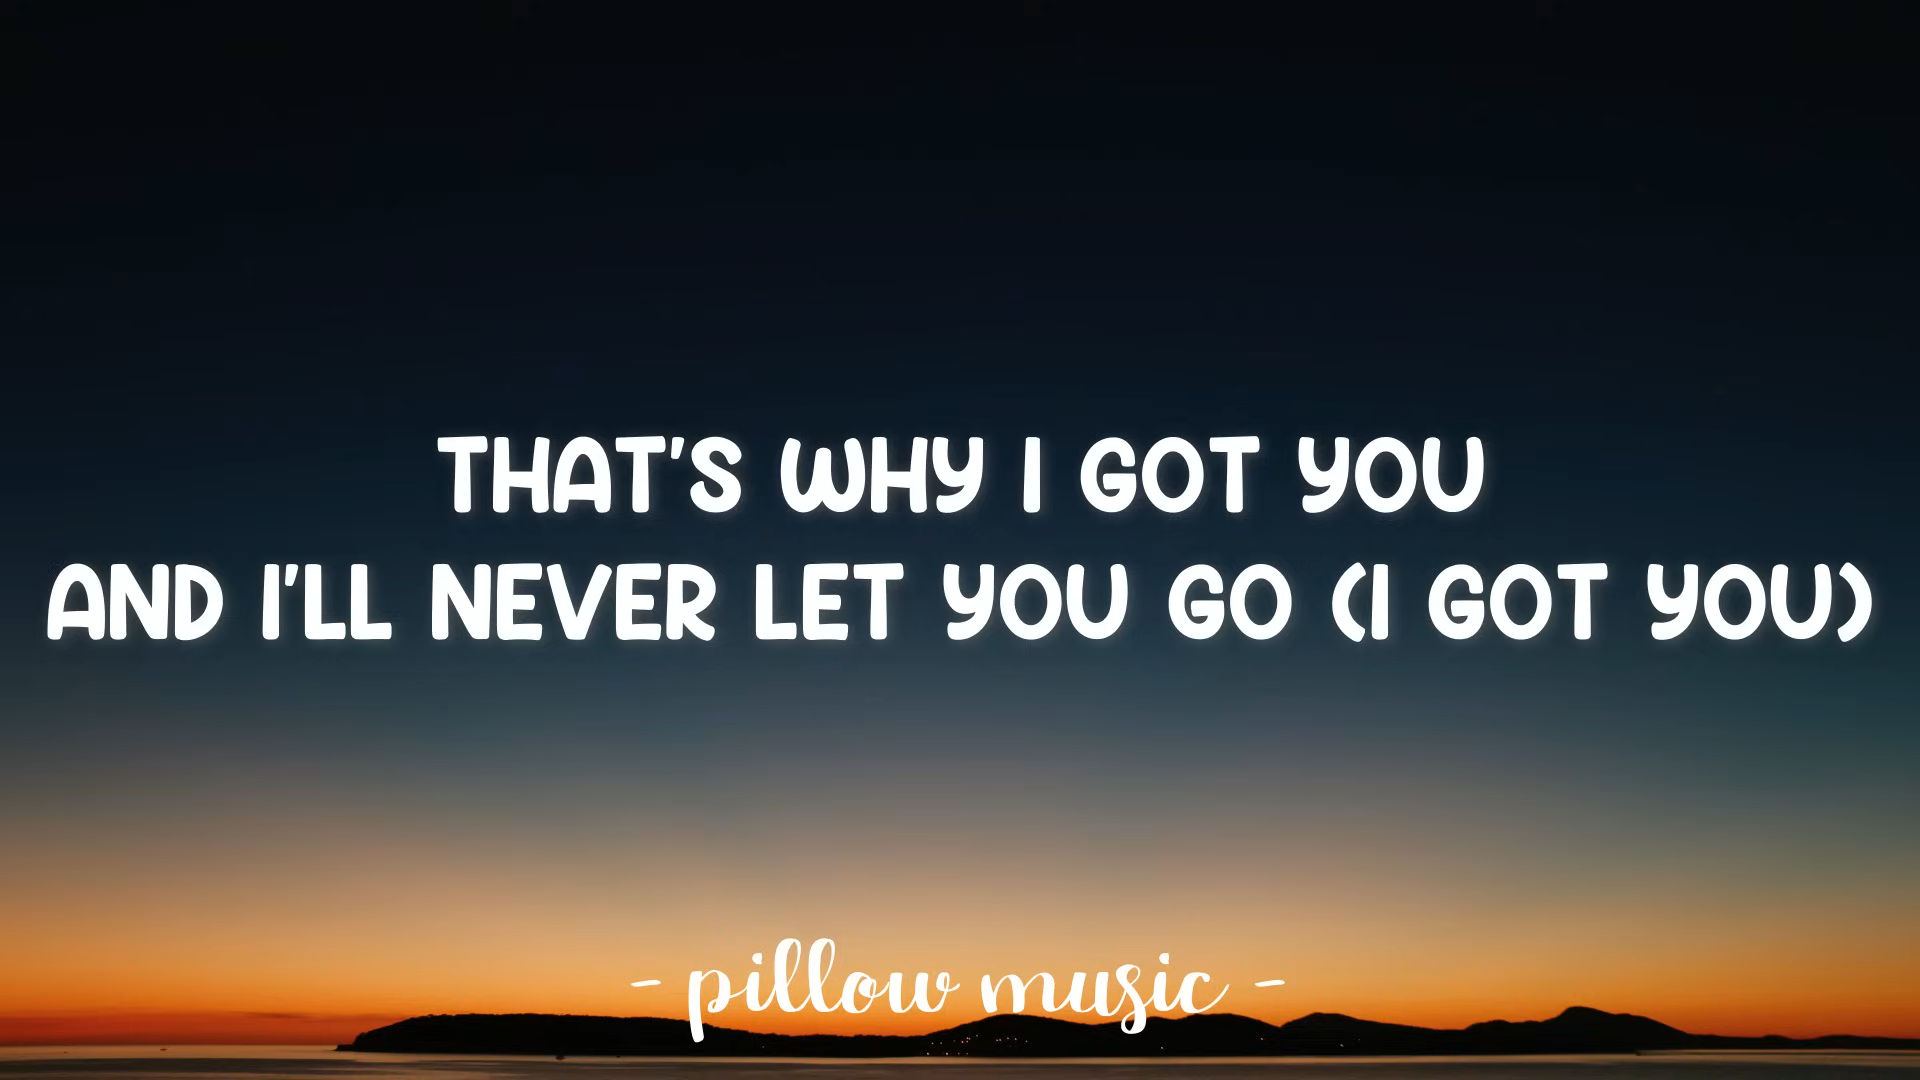 THAT'S WHY I GOT YOU
AND I'LL NEVER LET YOU GO (I GOT YOU)
- pillow music -